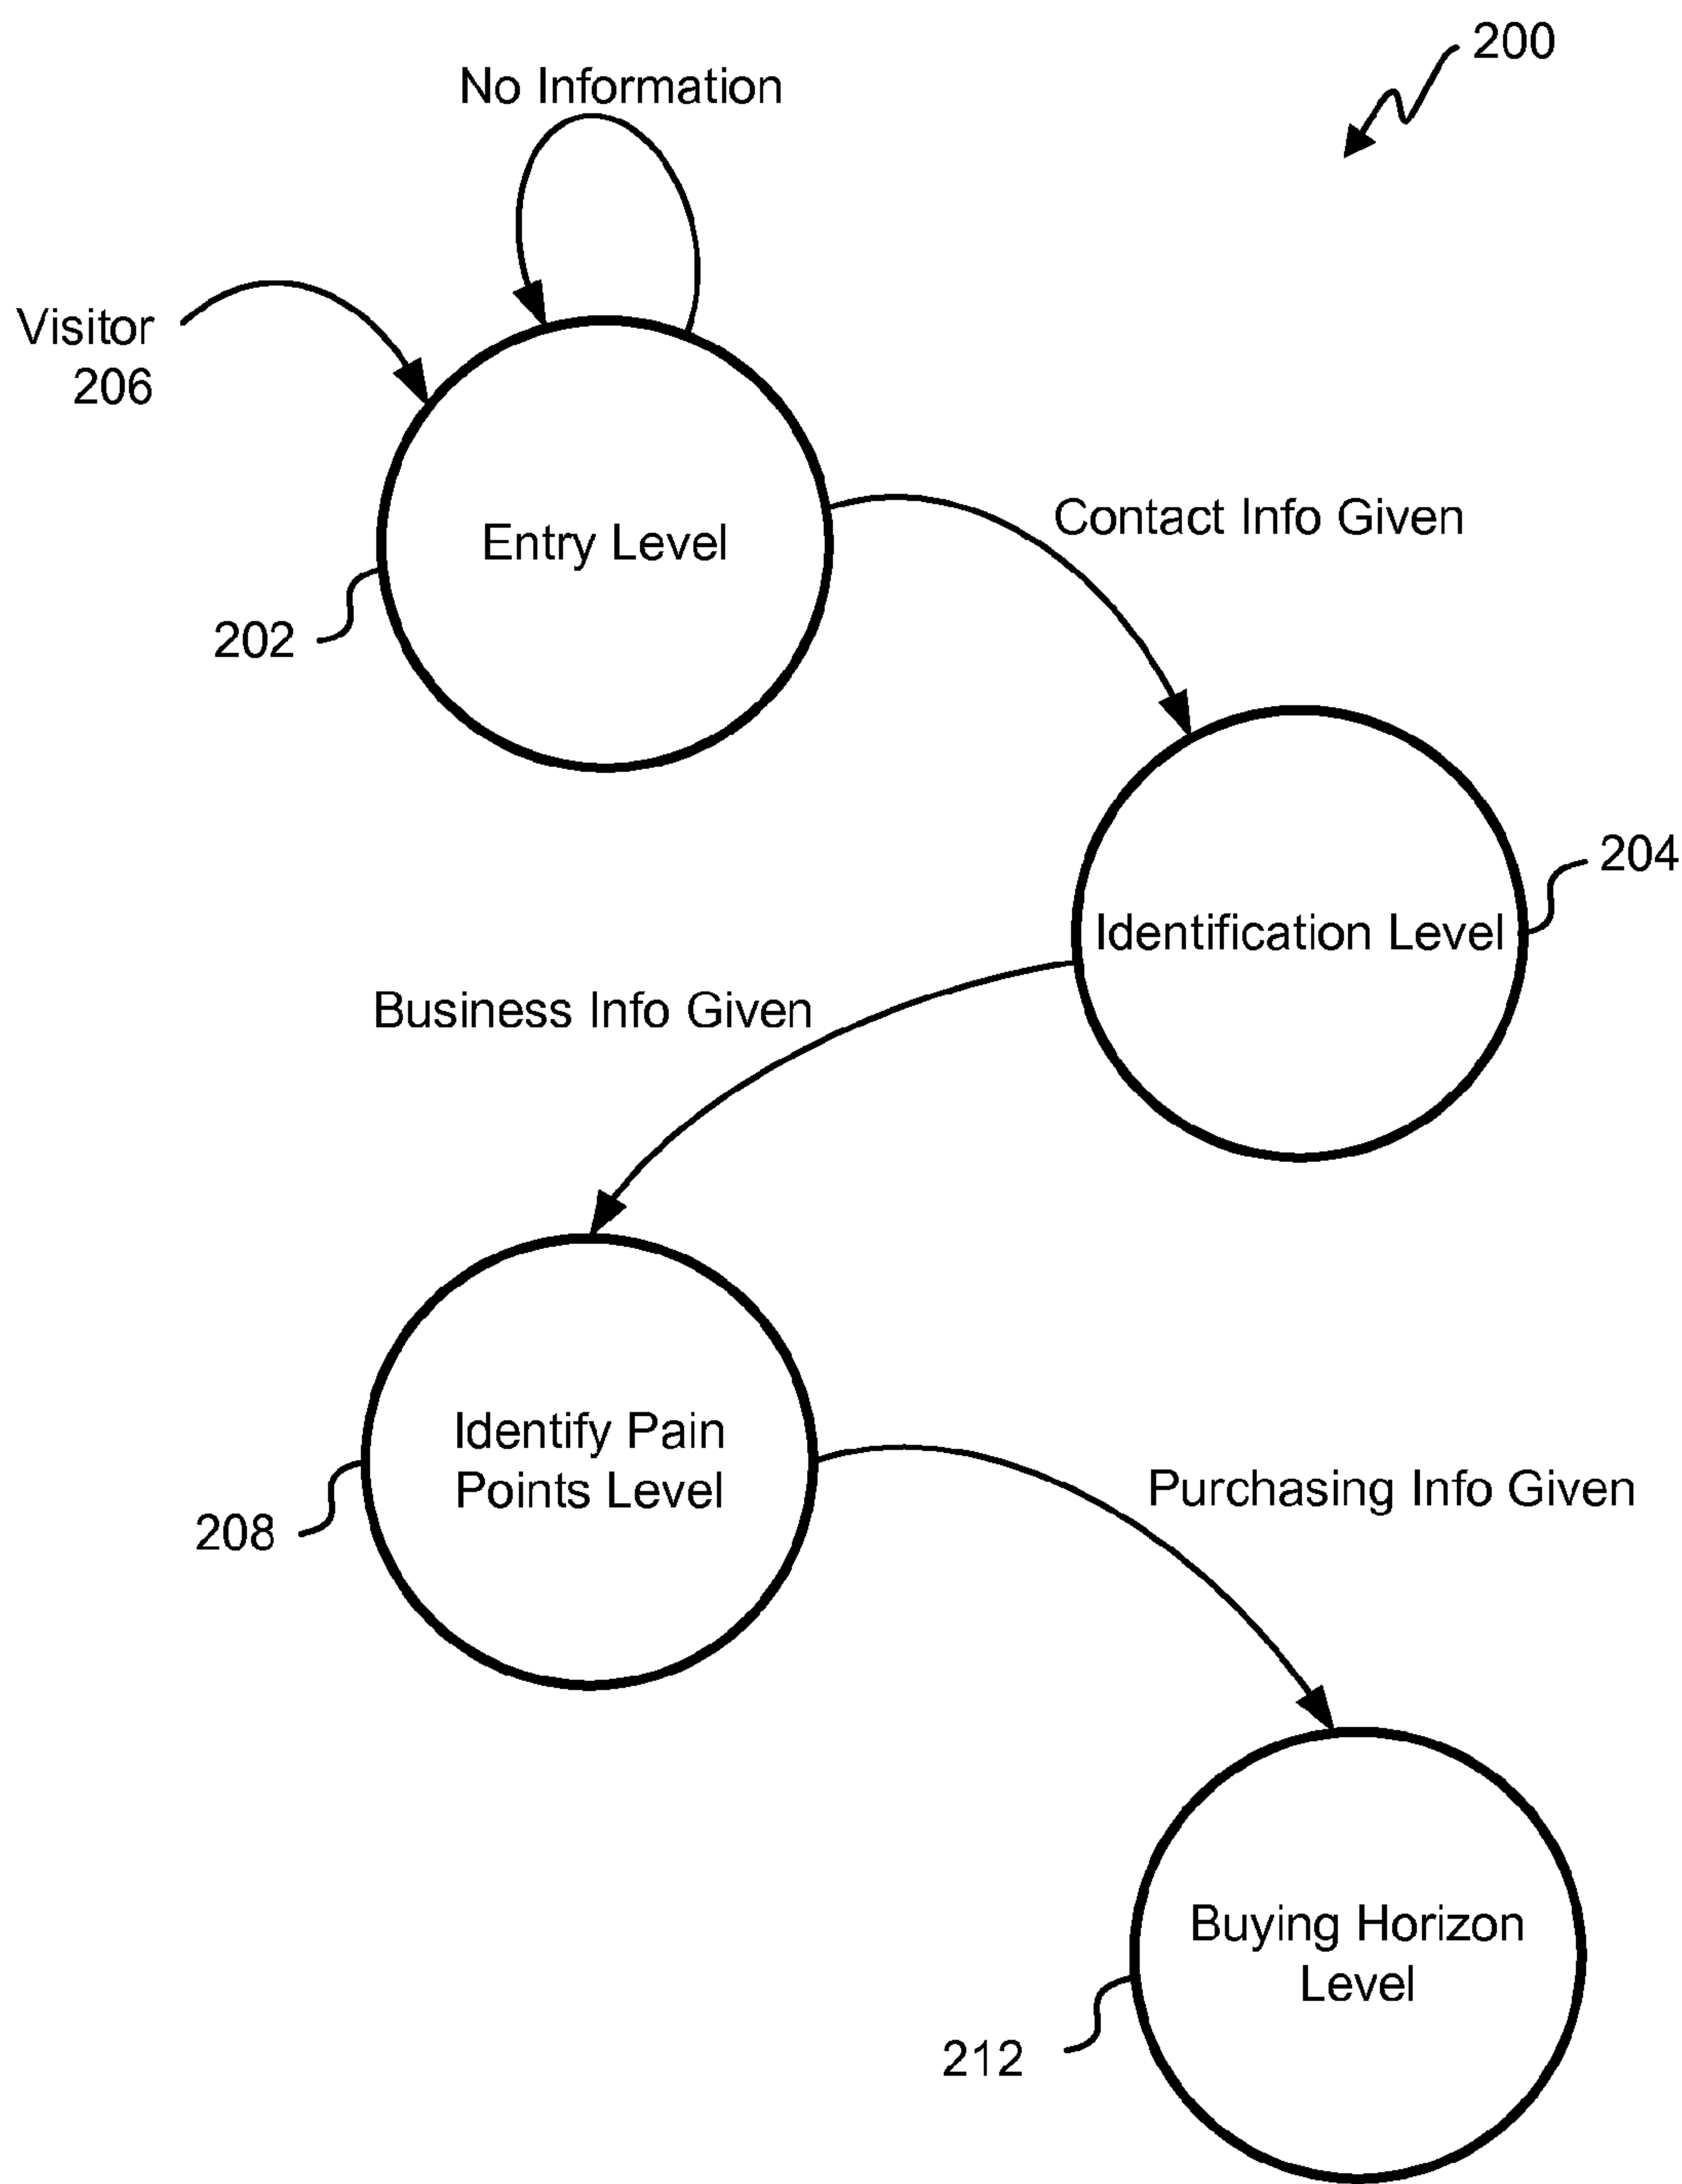 200
No Information
Visitor
206
Entry Level
Contact Info Given
202
204
Identification Level
Business Info Given
Identify Pain
Points Level
Purchasing Info Given
208
Buying Horizon
Level
212